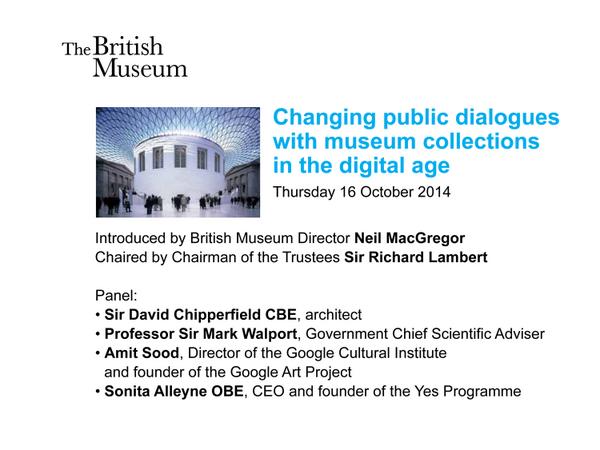 The British
Museum
Changing public dialogues
with museum collections
in the digital age
Thursday 16 October 2014
Introduced by British Museum Director Neil MacGregor
Chaired by Chairman of the Trustees Sir Richard Lambert
Panel:
• Sir David Chipperfield CBE, architect
• Professor Sir Mark Walport, Government Chief Scientific Adviser
• Amit Sood, Director of the Google Cultural Institute
and founder of the Google Art Project
• Sonita Alleyne OBE, CEO and founder of the Yes Programme